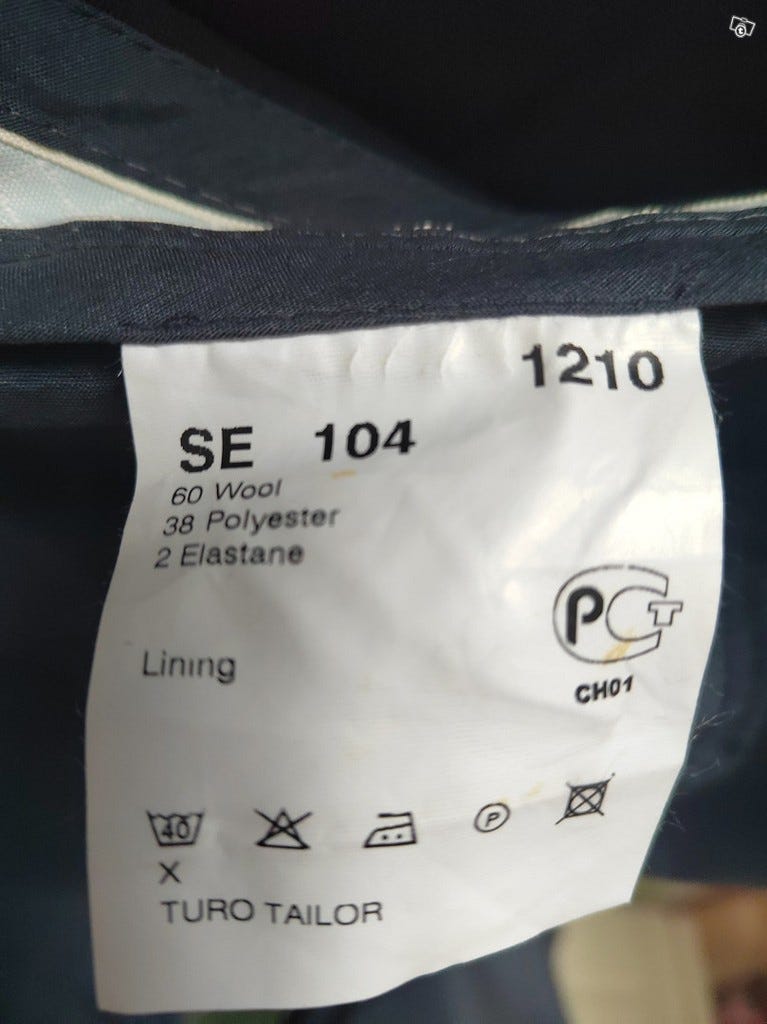 1210
SE 104
60 Wool
38 Polyester
2 Elastane
PCT
CH01
Lining
40 P
X
TURO TAILOR